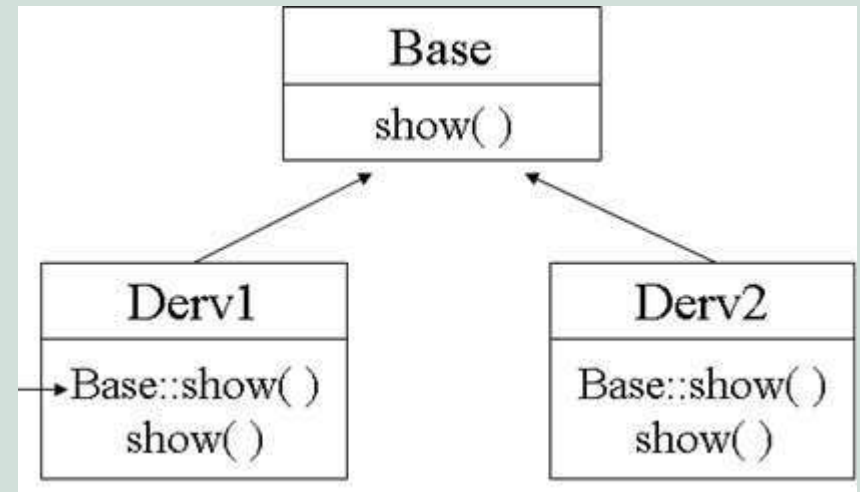 Base
show( )
Derv1
Base::show( )
show( )
Derv2
Base::show( )
show( )